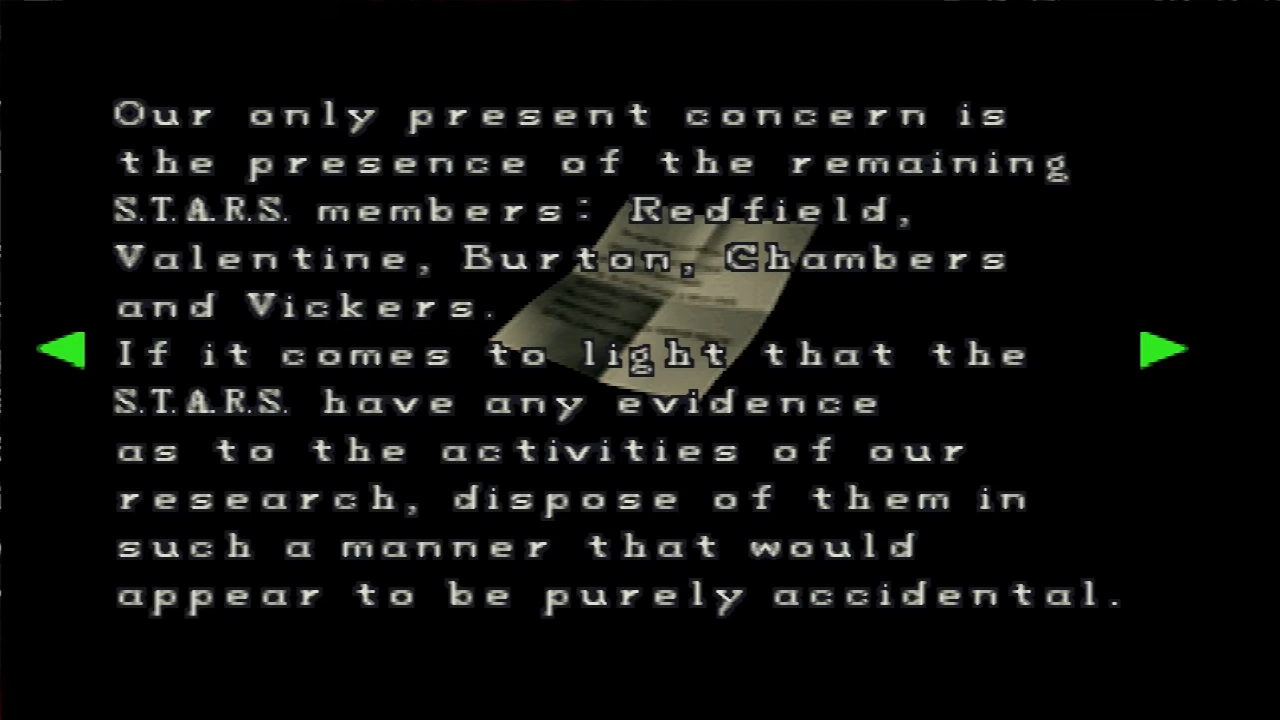 Our only present concern is
the presence of the remaining
S.T.A.R.S. members: Redfield,
Valentine, Burton, Chambers
and Vickers.
If it comes to light that the
S.T.A.R.S. have any evidence
as to the activities of our
research, dispose of them in
such a manner that would
appear to be purely accidental.